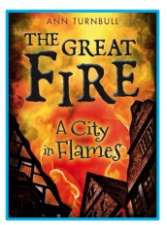 ANN TURNBULL
THE GREAT
FIRE
A City
in Flames